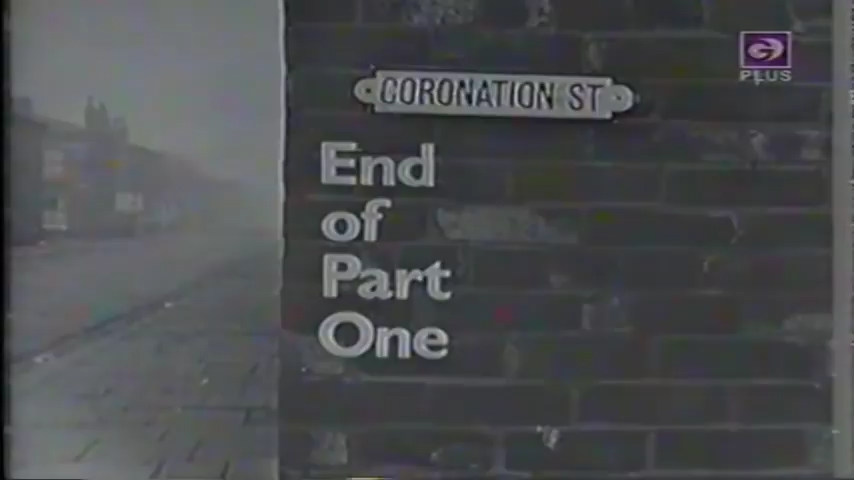 PLUS
CORONATION ST
End
of
Part
One